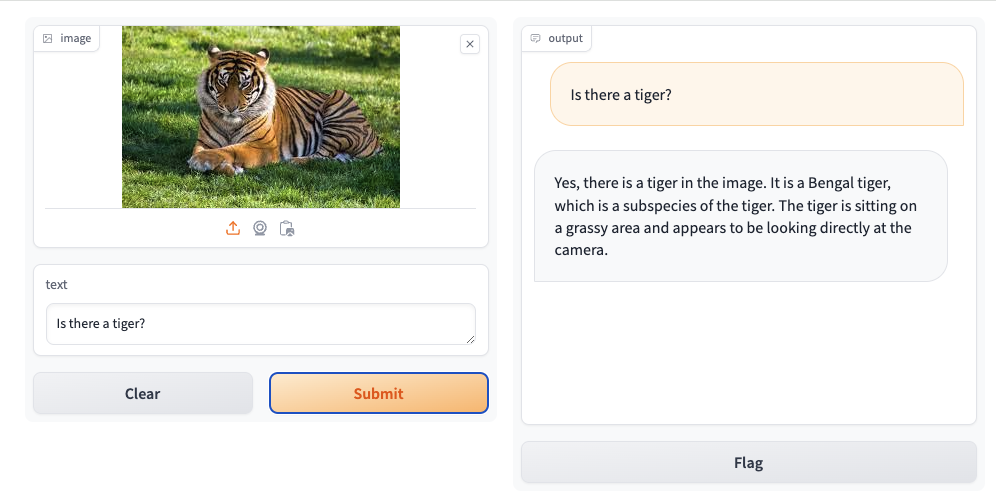 image
text
Is there a tiger?
Clear
Submit
output
Is there a tiger?
Yes, there is a tiger in the image. It is a Bengal tiger,
which is a subspecies of the tiger. The tiger is sitting on
a grassy area and appears to be looking directly at the
camera.
Flag